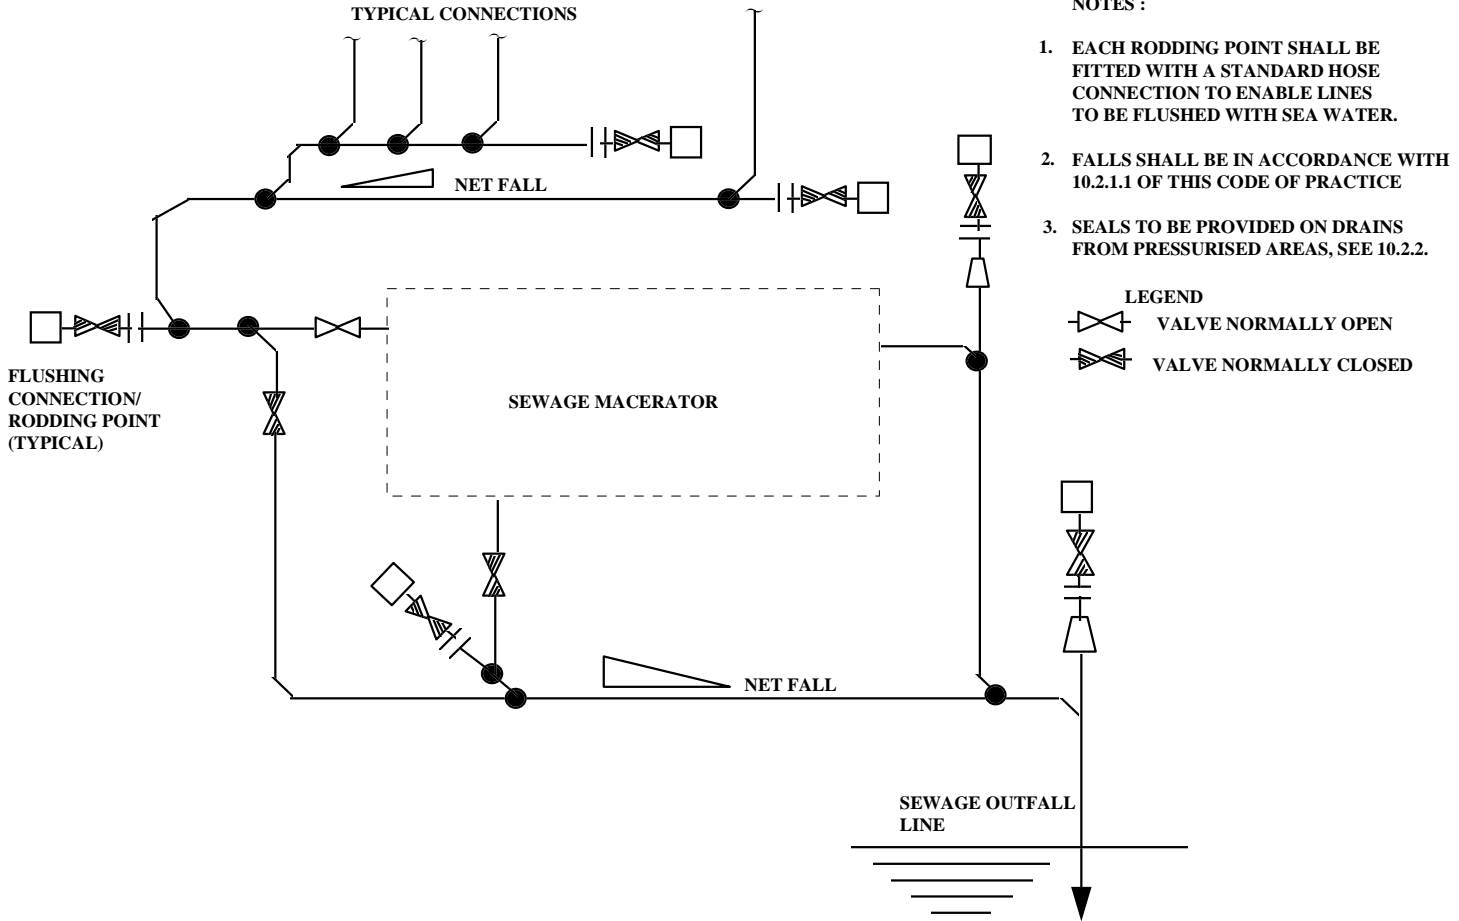 TYPICAL CONNECTIONS
NOTES :
1. EACH RODDING POINT SHALL BE
FITTED WITH A STANDARD HOSE
CONNECTION TO ENABLE LINES
TO BE FLUSHED WITH SEA WATER.
2. FALLS SHALL BE IN ACCORDANCE WITH
10.2.1.1 OF THIS CODE OF PRACTICE
3. SEALS TO BE PROVIDED ON DRAINS
FROM PRESSURISED AREAS, SEE 10.2.2.
LEGEND
VALVE NORMALLY OPEN
VALVE NORMALLY CLOSED
NET FALL
FLUSHING
CONNECTION/
RODDING POINT
(TYPICAL)
SEWAGE MACERATOR
NET FALL
SEWAGE OUTFALL
LINE